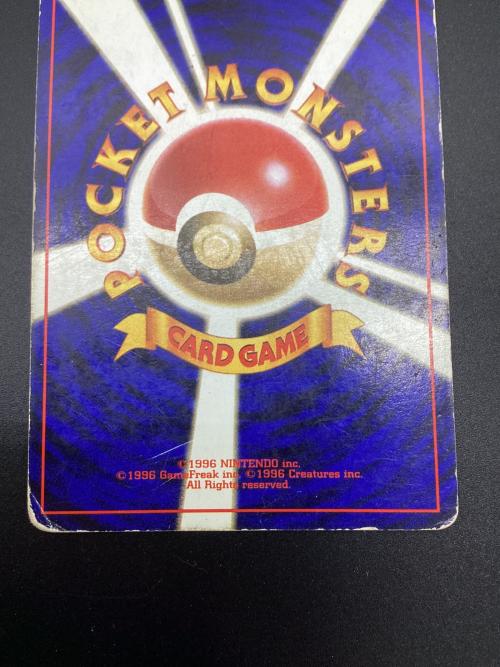 POCKET MONSTERS
CARD GAME
©1996 NINTENDO inc.
©1996 GameFreak inc. ©1996 Creatures inc.
All Rights reserved.